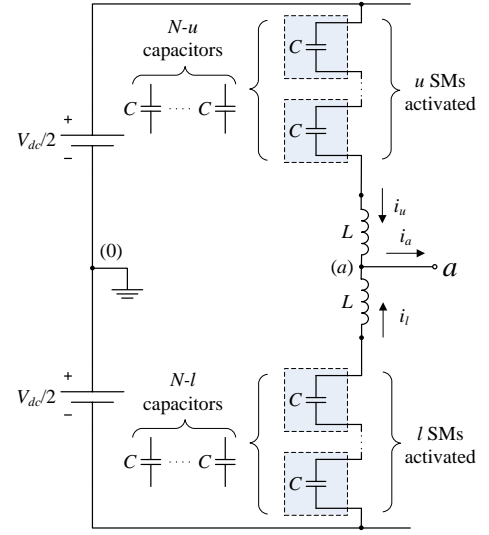 N-u
capacitors
C ····· C
C
C
u SMs
activated
+
V_dc/2
−
L
i_u
i_a
(0)
(a)
a
L
i_l
+
V_dc/2
−
N-l
capacitors
C ····· C
C
C
l SMs
activated